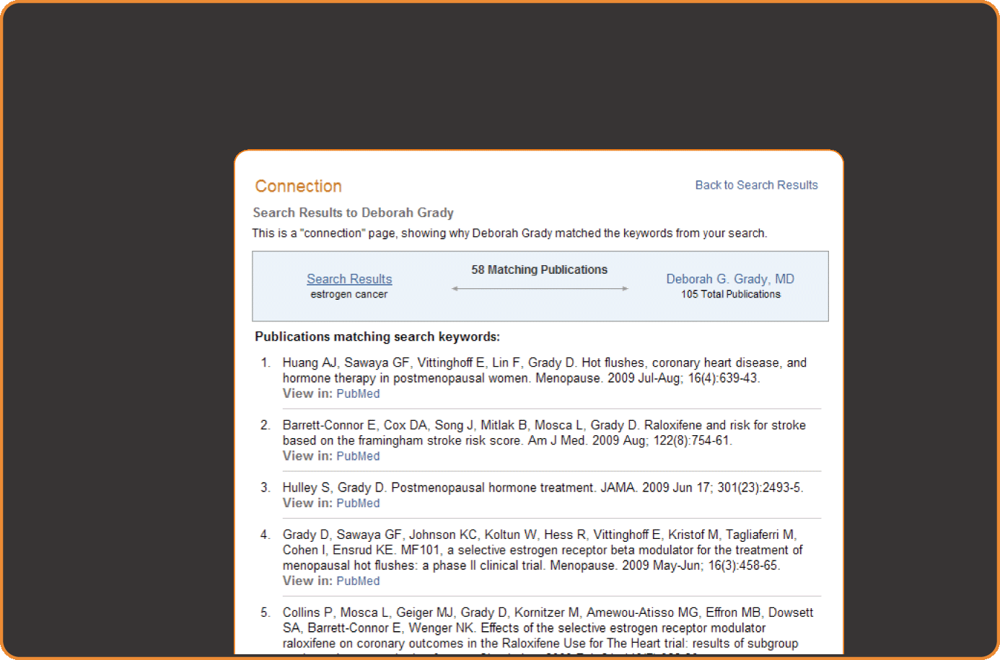 Connection
Back to Search Results
Search Results to Deborah Grady
This is a "connection" page, showing why Deborah Grady matched the keywords from your search.
58 Matching Publications
Search Results
Deborah G. Grady, MD
estrogen cancer
105 Total Publications
Publications matching search keywords:
1. Huang AJ, Sawaya GF, Vittinghoff E, Lin F, Grady D. Hot flushes, coronary heart disease, and
hormone therapy in postmenopausal women. Menopause. 2009 Jul-Aug; 16(4):639-43.
View in: PubMed
2. Barrett-Connor E, Cox DA, Song J, Mitlak B, Mosca L, Grady D. Raloxifene and risk for stroke
based on the framingham stroke risk score. Am J Med. 2009 Aug; 122(8):754-61.
View in: PubMed
3. Hulley S, Grady D. Postmenopausal hormone treatment. JAMA. 2009 Jun 17; 301(23):2493-5.
View in: PubMed
4. Grady D, Sawaya GF, Johnson KC, Koltun W, Hess R, Vittinghoff E, Kristof M, Tagliaferri M,
Cohen I, Ensrud KE. MF101, a selective estrogen receptor beta modulator for the treatment of
menopausal hot flushes: a phase II clinical trial. Menopause. 2009 May-Jun; 16(3):458-65.
View in: PubMed
5. Collins P, Mosca L, Geiger MJ, Grady D, Kornitzer M, Amewou-Atisso MG, Effron MB, Dowsett
SA, Barrett-Connor E, Wenger NK. Effects of the selective estrogen receptor modulator
raloxifene on coronary outcomes in the Raloxifene Use for The Heart trial: results of subgroup